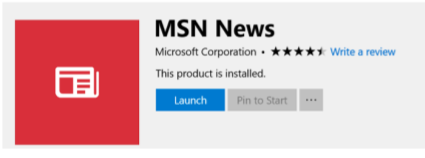 MSN News
Microsoft Corporation • ★★★★⯨ Write a review
This product is installed.
Launch Pin to Start ···